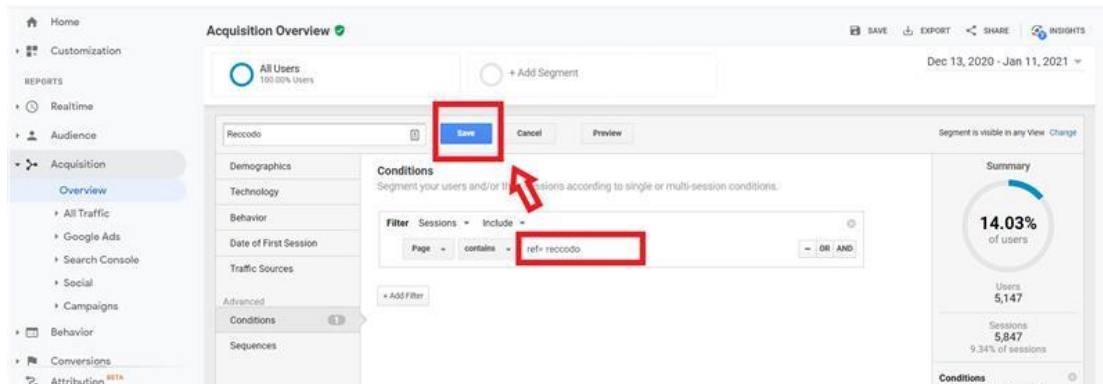 Home
Customization
REPORTS
Realtime
Audience
Acquisition
Overview
All Traffic
Google Ads
Search Console
Social
Campaigns
Behavior
Conversions
Attribution BETA
Acquisition Overview
SAVE EXPORT SHARE INSIGHTS
All Users
100.00% Users
+ Add Segment
Dec 13, 2020 - Jan 11, 2021
Reccodo
Save Cancel Preview
Segment is visible in any View Change
Demographics
Technology
Behavior
Date of First Session
Traffic Sources
Advanced
Conditions 1
Sequences
Conditions
Segment your users and/or sessions according to single or multi-session conditions.
Filter Sessions Include
Page contains ref= reccodo - OR AND
+ Add Filter
Summary
14.03%
of users
Users
5,147
Sessions
5,847
9.34% of sessions
Conditions